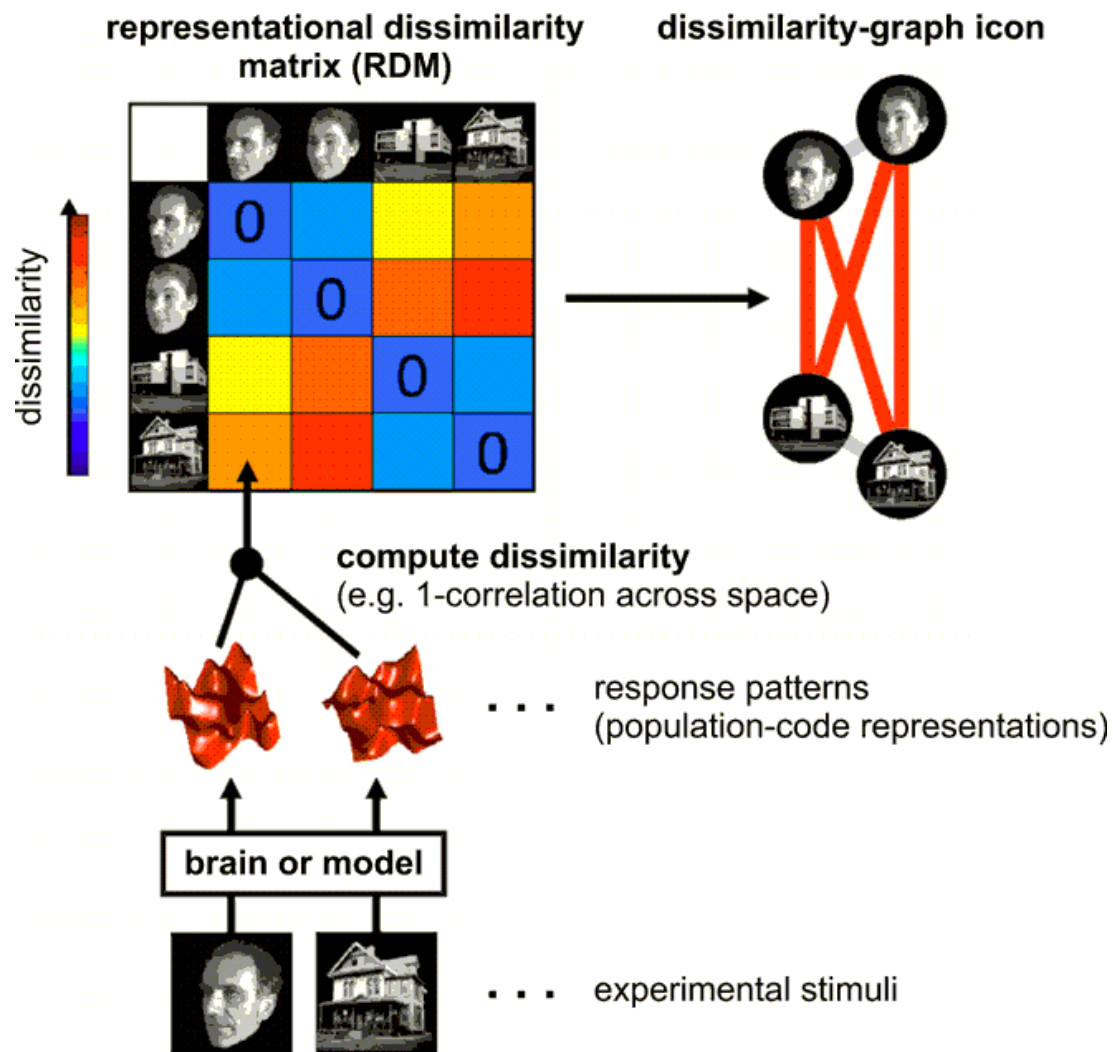 representational dissimilarity
matrix (RDM)
dissimilarity-graph icon
dissimilarity
0
0
0
0
compute dissimilarity
(e.g. 1-correlation across space)
. . .
response patterns
(population-code representations)
brain or model
. . .
experimental stimuli